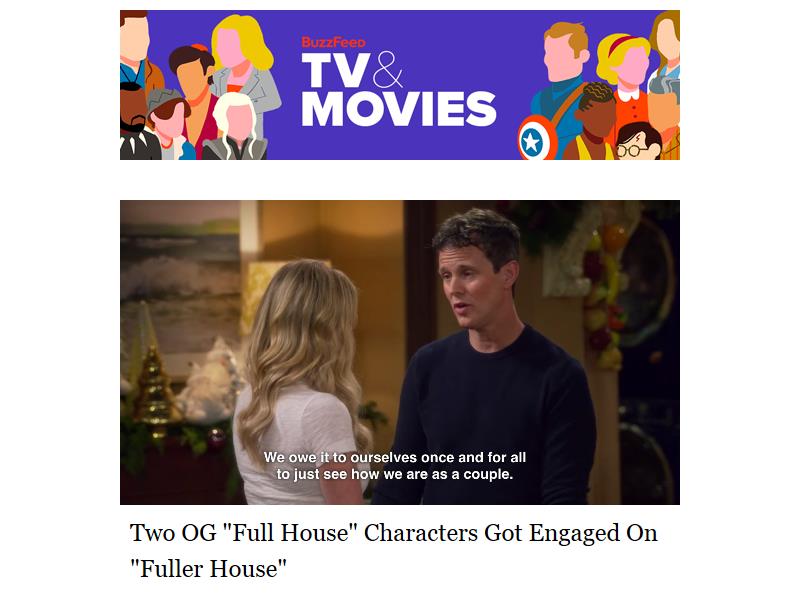 BuzzFeed
TV &
MOVIES
We owe it to ourselves once and for all
to just see how we are as a couple.
Two OG "Full House" Characters Got Engaged On
"Fuller House"